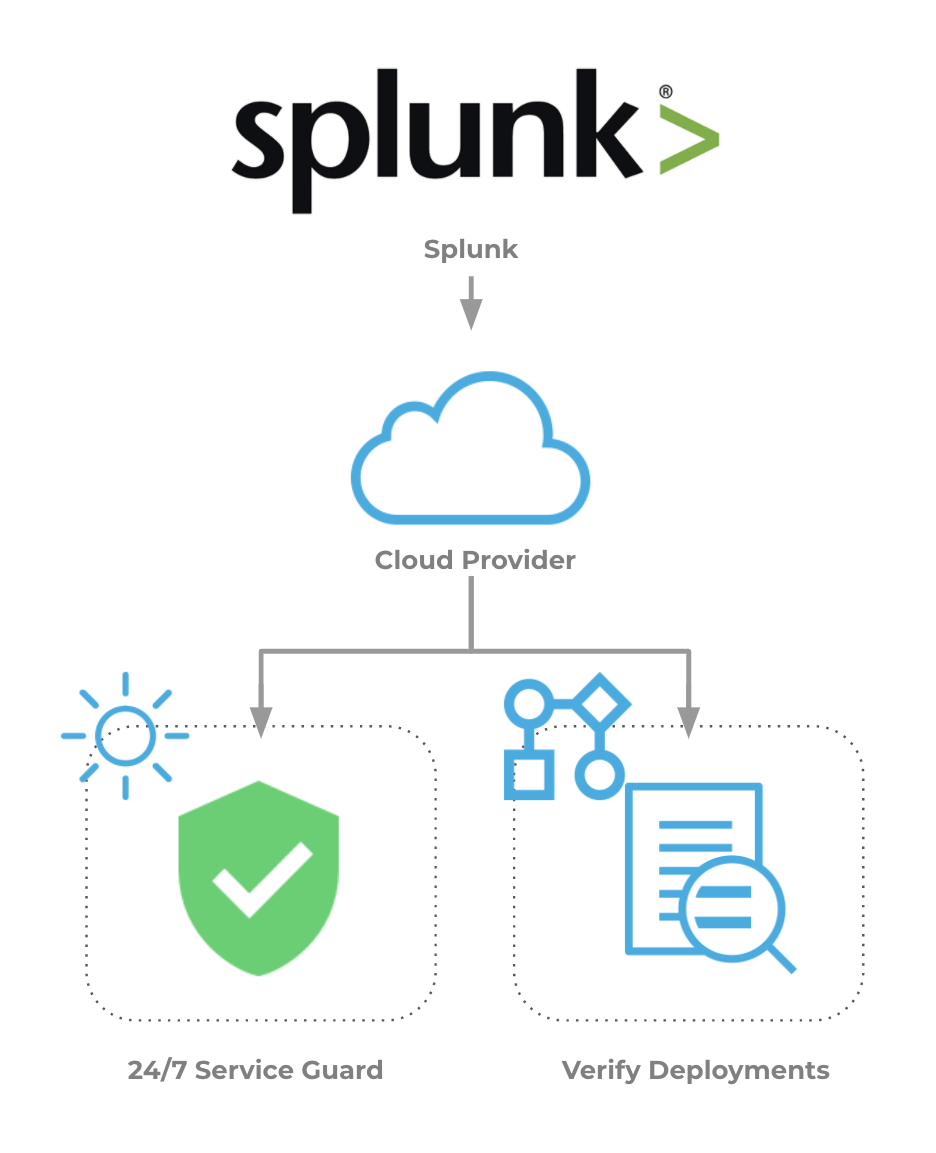 splunk>®
Splunk
Cloud Provider
24/7 Service Guard
Verify Deployments